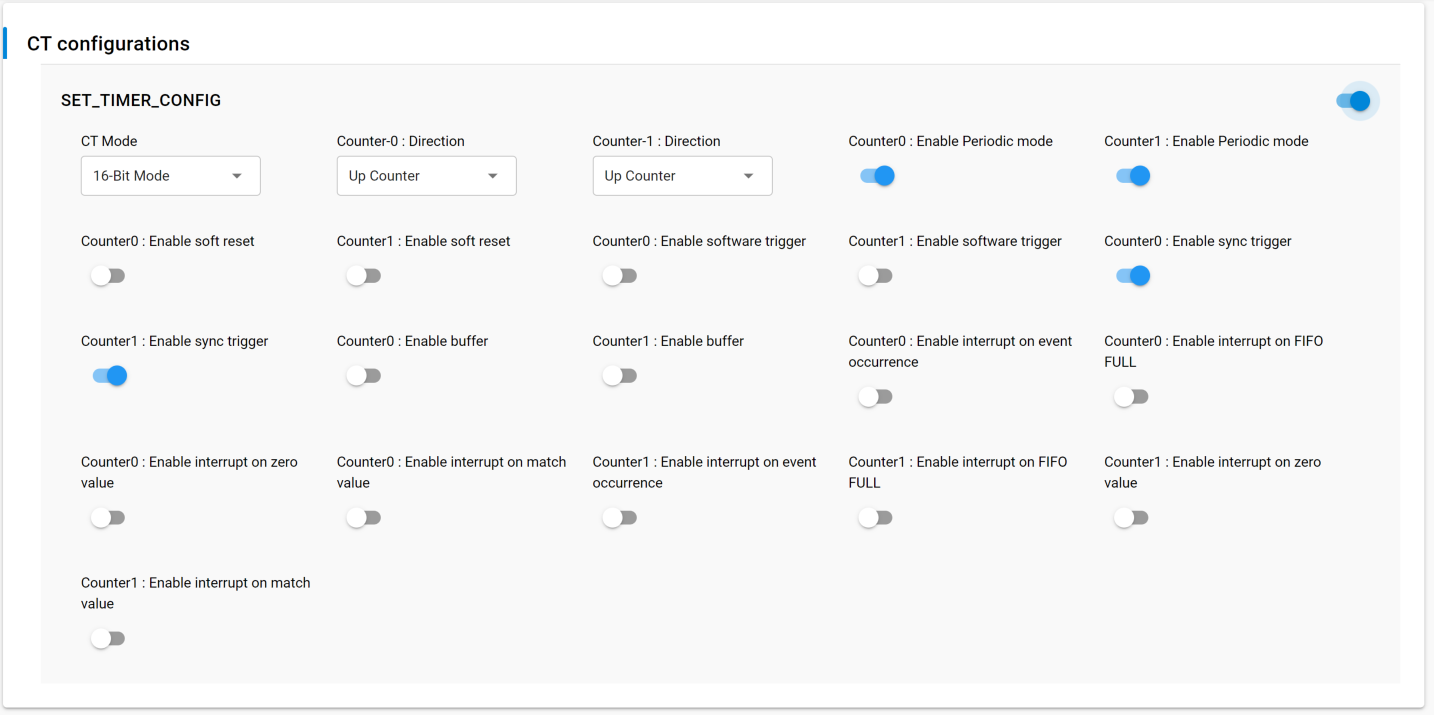 CT configurations
SET_TIMER_CONFIG
CT Mode
16-Bit Mode
Counter-0 : Direction
Up Counter
Counter-1 : Direction
Up Counter
Counter0 : Enable Periodic mode
Counter1 : Enable Periodic mode
Counter0 : Enable soft reset
Counter1 : Enable soft reset
Counter0 : Enable software trigger
Counter1 : Enable software trigger
Counter0 : Enable sync trigger
Counter1 : Enable sync trigger
Counter0 : Enable buffer
Counter1 : Enable buffer
Counter0 : Enable interrupt on event
occurrence
Counter0 : Enable interrupt on FIFO
FULL
Counter0 : Enable interrupt on zero
value
Counter0 : Enable interrupt on match
value
Counter1 : Enable interrupt on event
occurrence
Counter1 : Enable interrupt on FIFO
FULL
Counter1 : Enable interrupt on zero
value
Counter1 : Enable interrupt on match
value